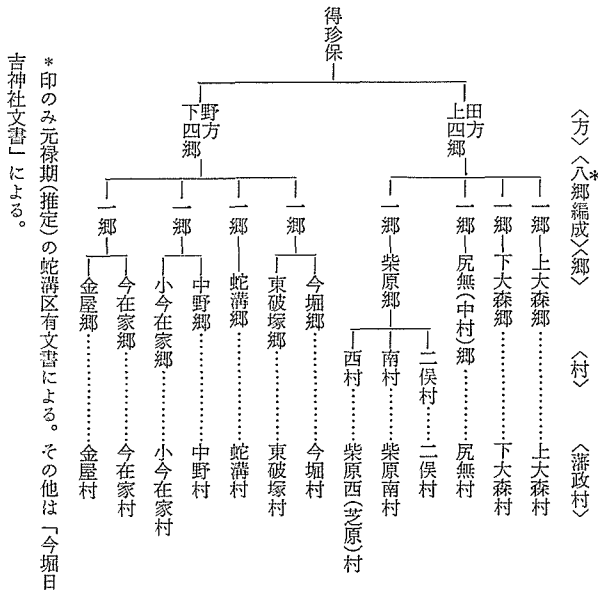 〈方〉〈八郷編成〉*〈郷〉〈村〉〈藩政村〉
得珍保
田方
上四郷
一郷 上大森郷………上大森村
一郷 下大森郷………下大森村
一郷 尻無(中村)郷………尻無村
一郷 柴原郷
二俣村……二俣村
南村……柴原南村
西村……柴原西(芝原)村
野方
下四郷
一郷
今堀郷………今堀村
東破塚郷………東破塚村
一郷 蛇溝郷………蛇溝村
一郷
中野郷………中野村
小今在家郷………小今在家村
一郷
今在家郷………今在家村
金屋郷………金屋村
*印のみ元禄期(推定)の蛇溝区有文書による。その他は「今堀日
吉神社文書」による。